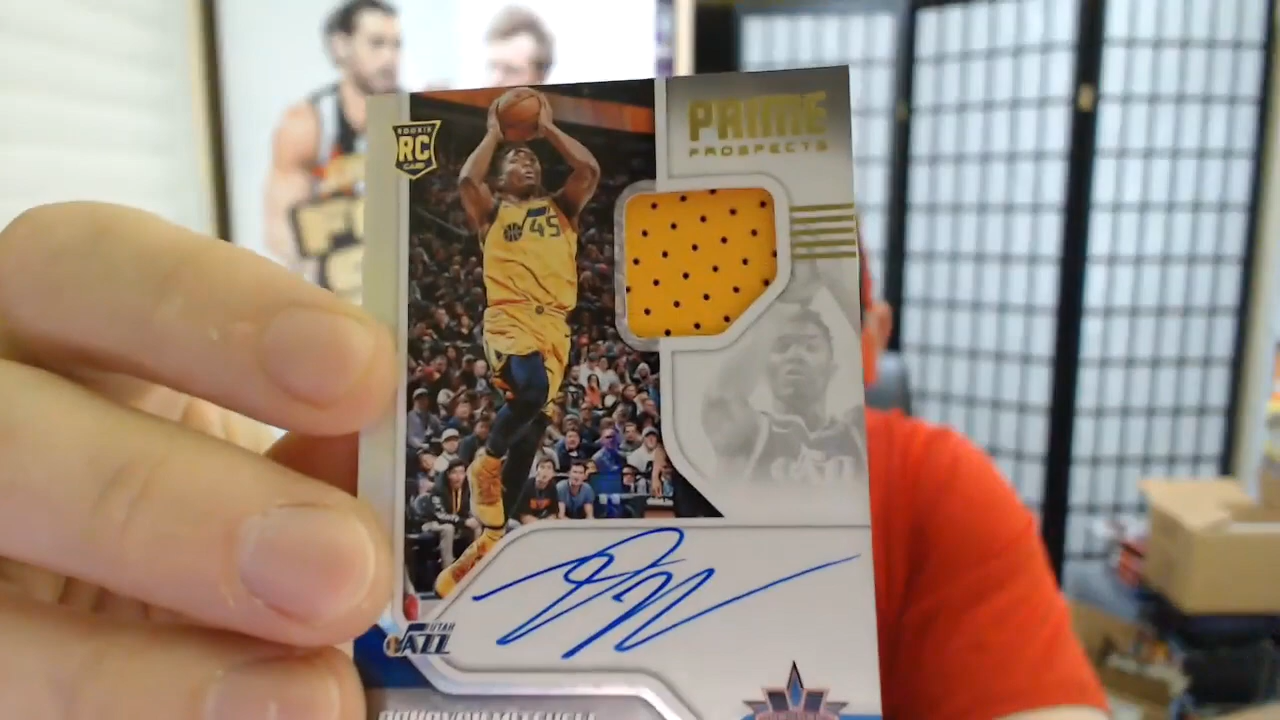 PRIME
PROSPECTS
ROOKIE
RC
CARD
45
UTAH
JAZZ
DONOVAN MITCHELL